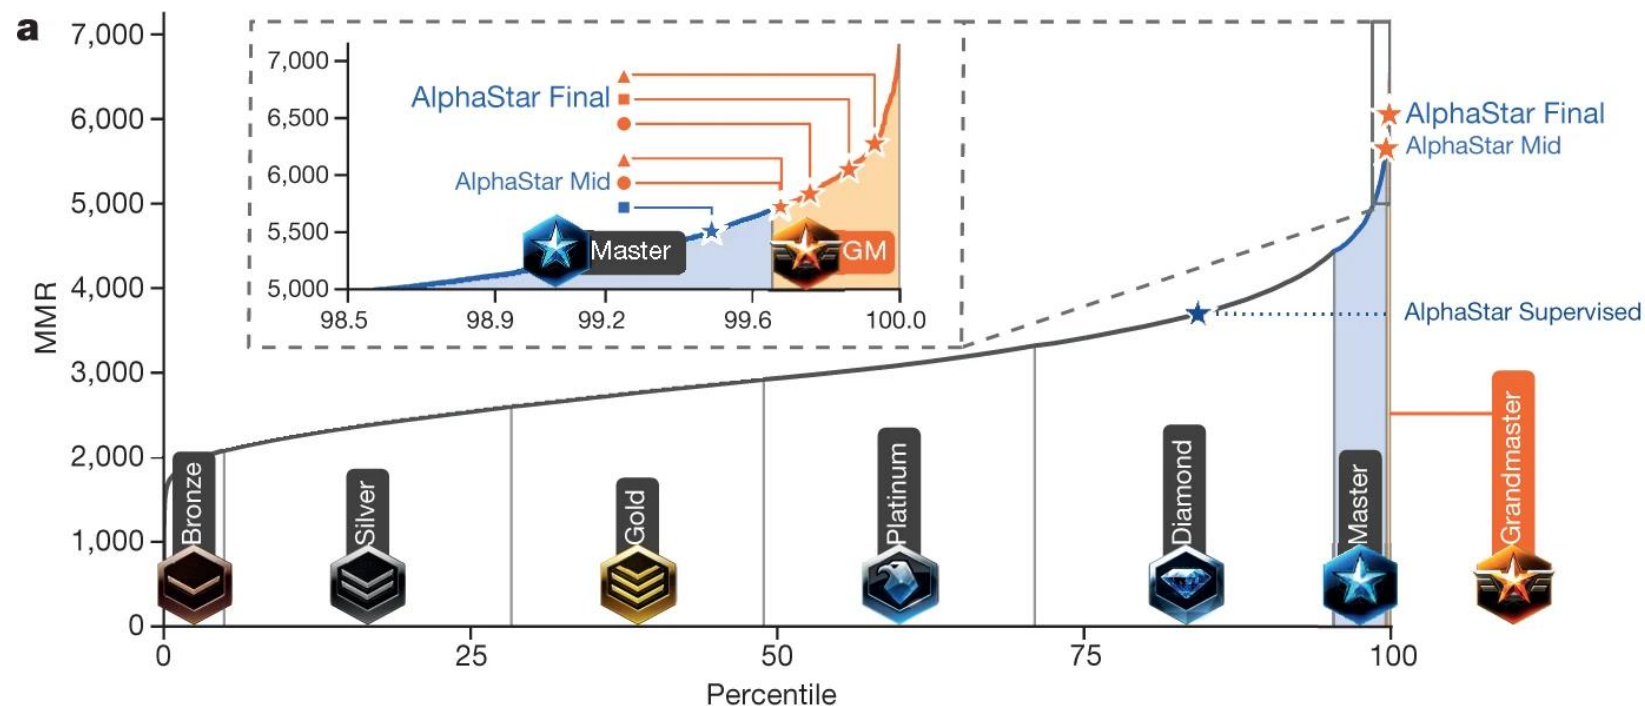 a
7,000
6,000
5,000
4,000
3,000
2,000
1,000
0
MMR
7,000
6,500
6,000
5,500
5,000
AlphaStar Final
AlphaStar Mid
Master
GM
98.5 98.9 99.2 99.6 100.0
AlphaStar Final
AlphaStar Mid
AlphaStar Supervised
Bronze
Silver
Gold
Platinum
Diamond
Master
Grandmaster
0 25 50 75 100
Percentile